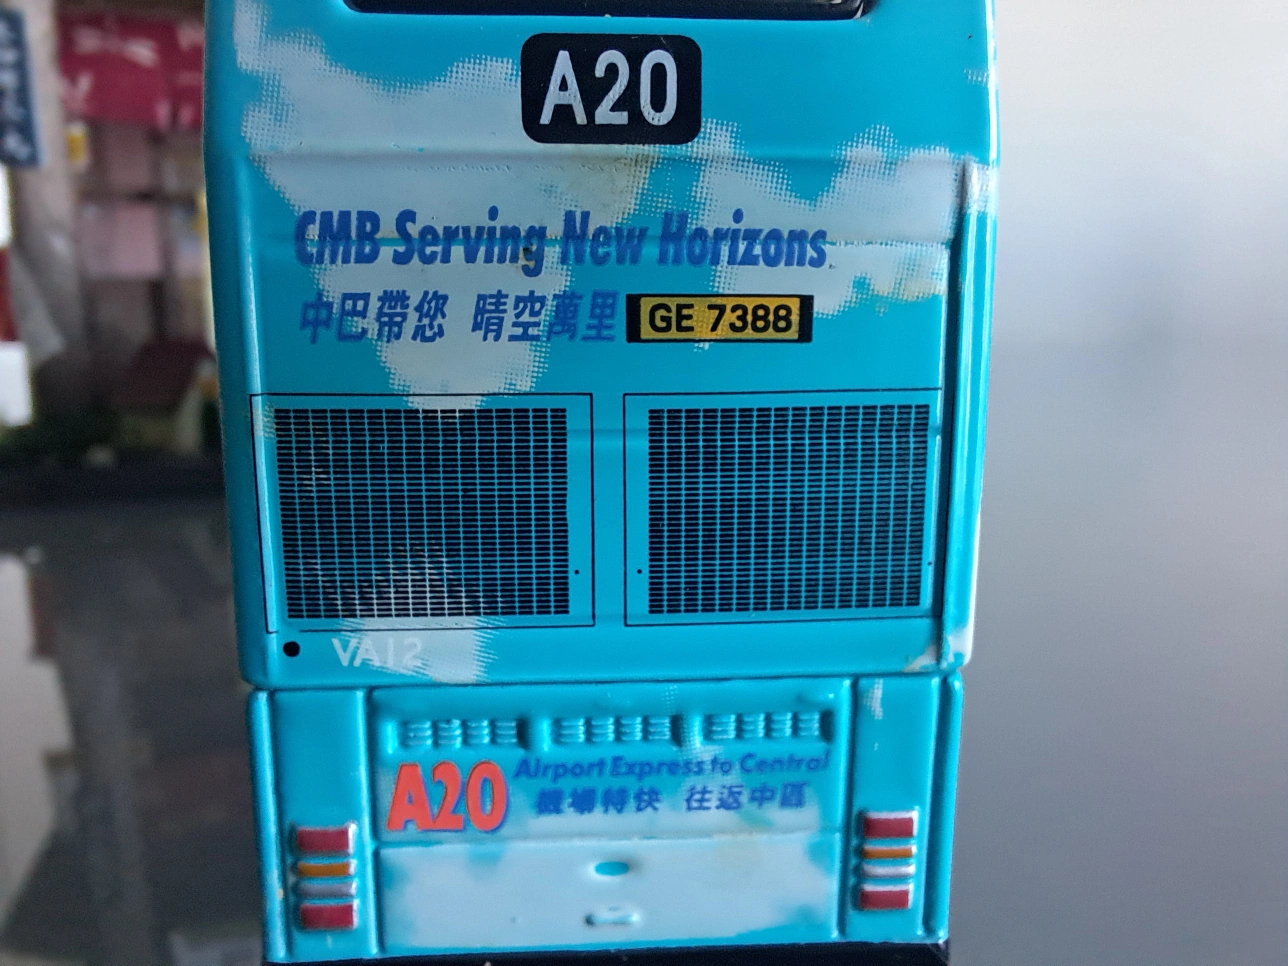 A20
CMB Serving New Horizons
中巴帶您 晴空萬里
GE 7388
VA12
A20
Airport Express to Central
機場特快 往返中區